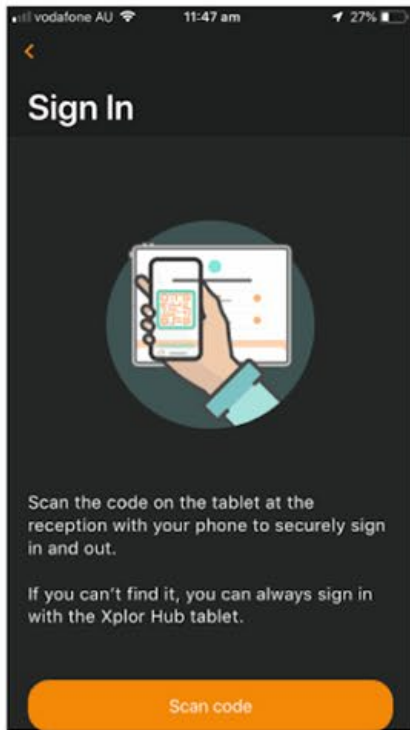 vodafone AU 11:47 am 27%
Sign In
Scan the code on the tablet at the
reception with your phone to securely sign
in and out.
If you can't find it, you can always sign in
with the Xplor Hub tablet.
Scan code